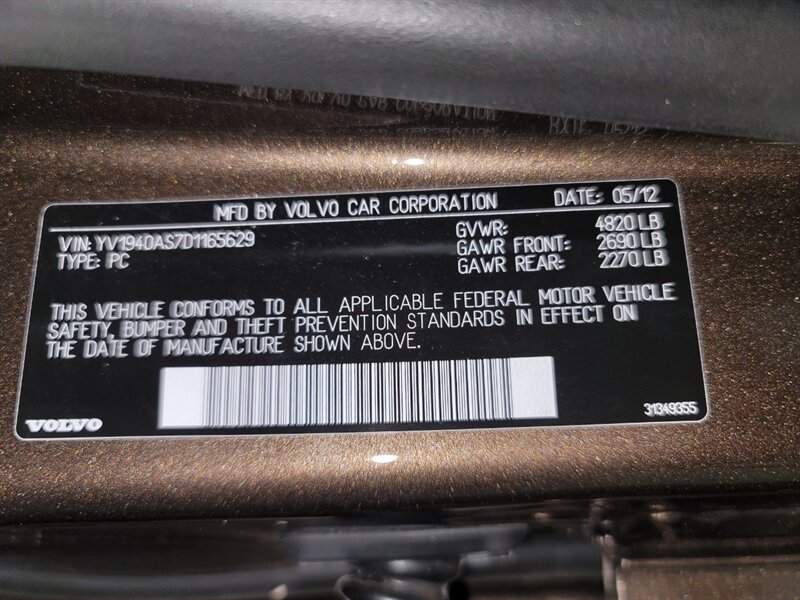 MFD BY VOLVO CAR CORPORATION DATE: 05/12
VIN: YV1940AS7D1165629 GVWR: 4820 LB
TYPE: PC GAWR FRONT: 2690 LB
GAWR REAR: 2270 LB
THIS VEHICLE CONFORMS TO ALL APPLICABLE FEDERAL MOTOR VEHICLE
SAFETY, BUMPER AND THEFT PREVENTION STANDARDS IN EFFECT ON
THE DATE OF MANUFACTURE SHOWN ABOVE.
VOLVO 31349355